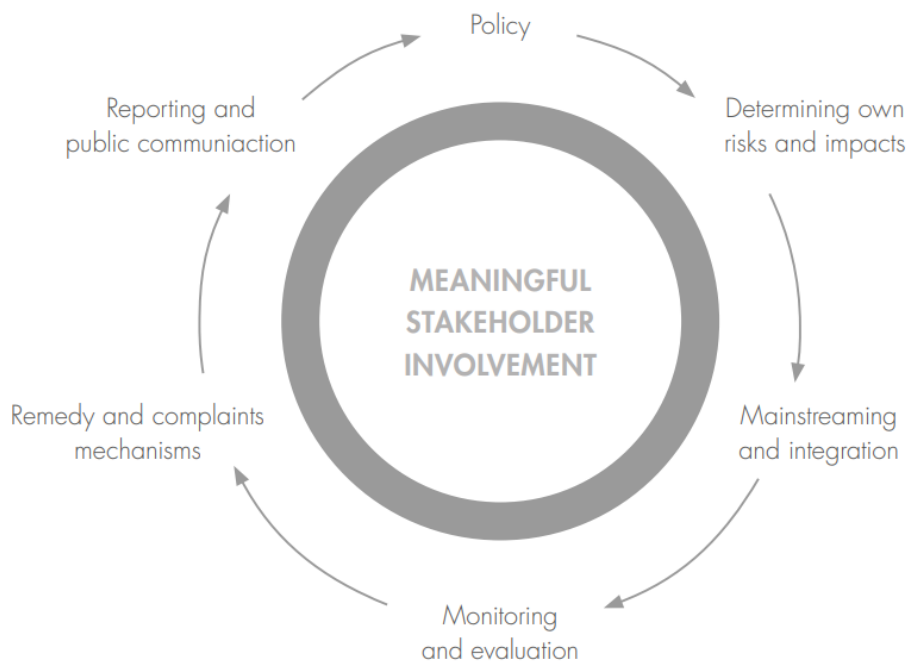 Policy
Determining own
risks and impacts
Mainstreaming
and integration
Monitoring
and evaluation
Remedy and complaints
mechanisms
Reporting and
public communiaction
MEANINGFUL
STAKEHOLDER
INVOLVEMENT